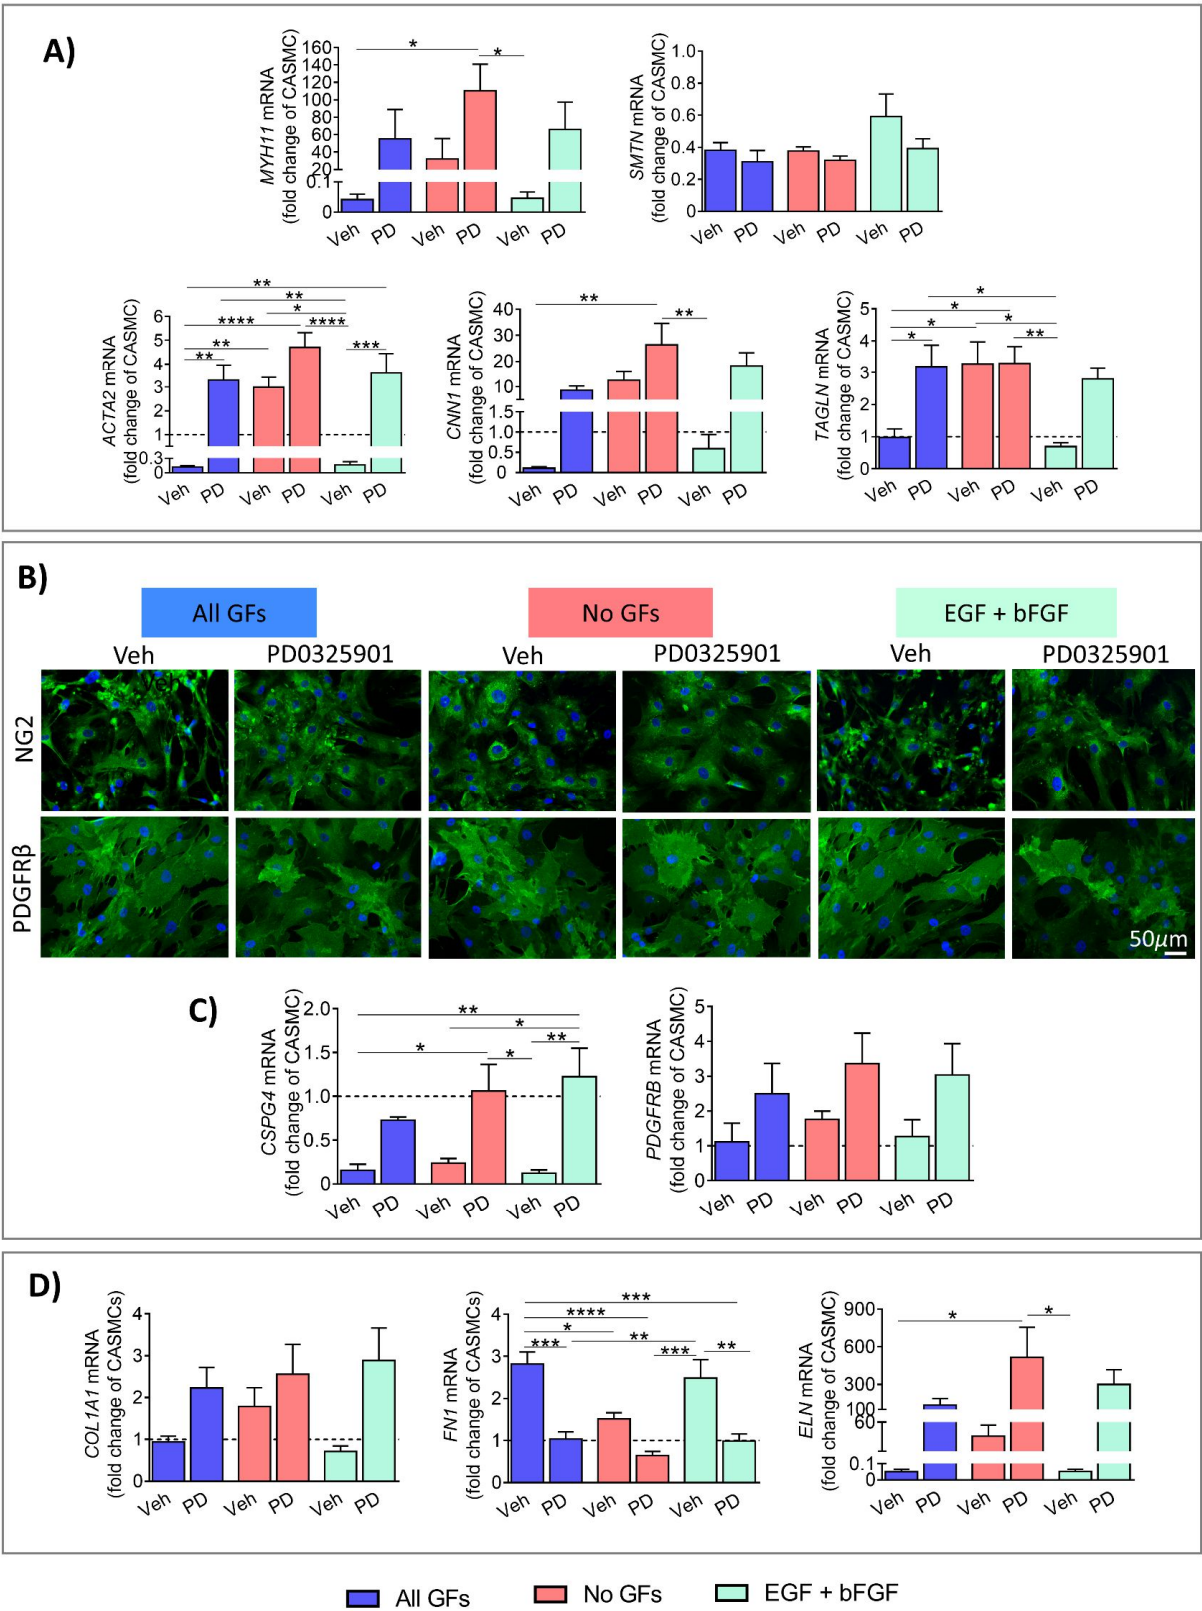 A)
MYH11 mRNA
(fold change of CASMC)
160
140
120
100
80
60
40
20
0.1
0
* *
Veh PD Veh PD Veh PD
SMTN mRNA
(fold change of CASMC)
1.0
0.8
0.6
0.4
0.2
0
Veh PD Veh PD Veh PD
ACTA2 mRNA
(fold change of CASMC)
6
5
4
3
2
1
0.3
0
**
**
*
**** ****
** ***
**
Veh PD Veh PD Veh PD
CNN1 mRNA
(fold change of CASMC)
40
30
20
10
1.5
1.0
0.5
0
** **
Veh PD Veh PD Veh PD
TAGLN mRNA
(fold change of CASMC)
5
4
3
2
1
0
*
*
* *
* **
Veh PD Veh PD Veh PD
B)
All GFs No GFs EGF + bFGF
Veh PD0325901 Veh PD0325901 Veh PD0325901
Veh
NG2
PDGFRβ
50µm
C)
CSPG4 mRNA
(fold change of CASMC)
2.0
1.5
1.0
0.5
0
**
*
**
* *
Veh PD Veh PD Veh PD
PDGFRB mRNA
(fold change of CASMC)
5
4
3
2
1
0
Veh PD Veh PD Veh PD
D)
COL1A1 mRNA
(fold change of CASMCs)
4
3
2
1
0
Veh PD Veh PD Veh PD
FN1 mRNA
(fold change of CASMCs)
4
3
2
1
0
***
****
* **
*** *** **
Veh PD Veh PD Veh PD
ELN mRNA
(fold change of CASMC)
900
600
300
100
60
0.1
0
* *
Veh PD Veh PD Veh PD
All GFs No GFs EGF + bFGF